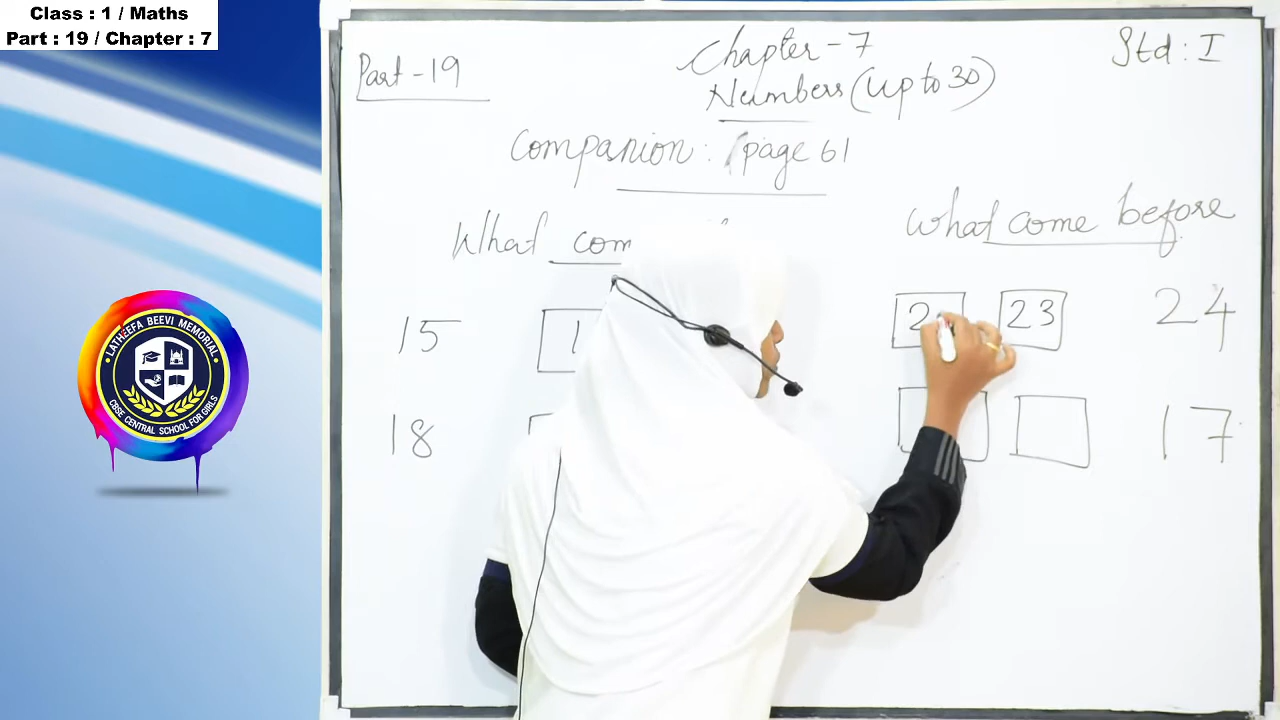 Class : 1 / Maths
Part : 19 / Chapter : 7
Part - 19
Chapter - 7
Std : I
Numbers (up to 30)
Companion : page 61
What
What come before
15
23
24
18
17
LATHEEFA BEEVI MEMORIAL
CBSE CENTRAL SCHOOL FOR GIRLS